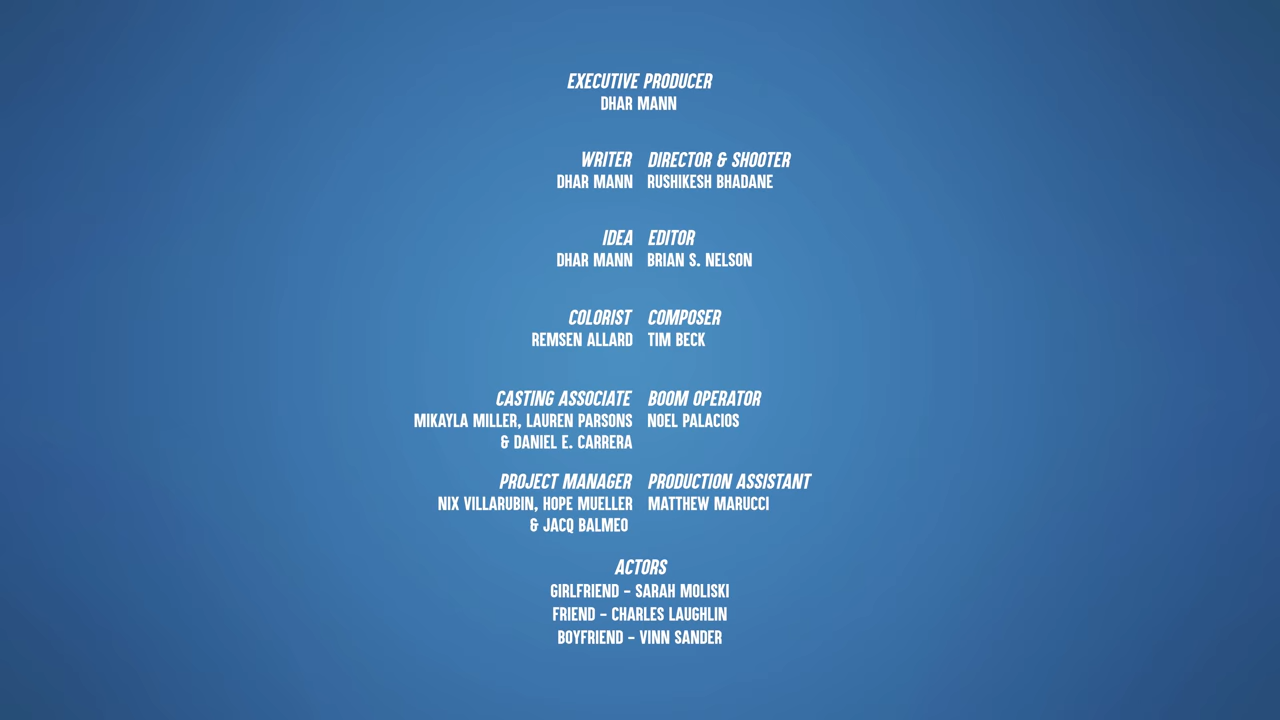 EXECUTIVE PRODUCER
DHAR MANN
WRITER DIRECTOR & SHOOTER
DHAR MANN RUSHIKESH BHADANE
IDEA EDITOR
DHAR MANN BRIAN S. NELSON
COLORIST COMPOSER
REMSEN ALLARD TIM BECK
CASTING ASSOCIATE BOOM OPERATOR
MIKAYLA MILLER, LAUREN PARSONS NOEL PALACIOS
& DANIEL E. CARRERA
PROJECT MANAGER PRODUCTION ASSISTANT
NIX VILLARUBIN, HOPE MUELLER MATTHEW MARUCCI
& JACQ BALMEO
ACTORS
GIRLFRIEND - SARAH MOLISKI
FRIEND - CHARLES LAUGHLIN
BOYFRIEND - VINN SANDER